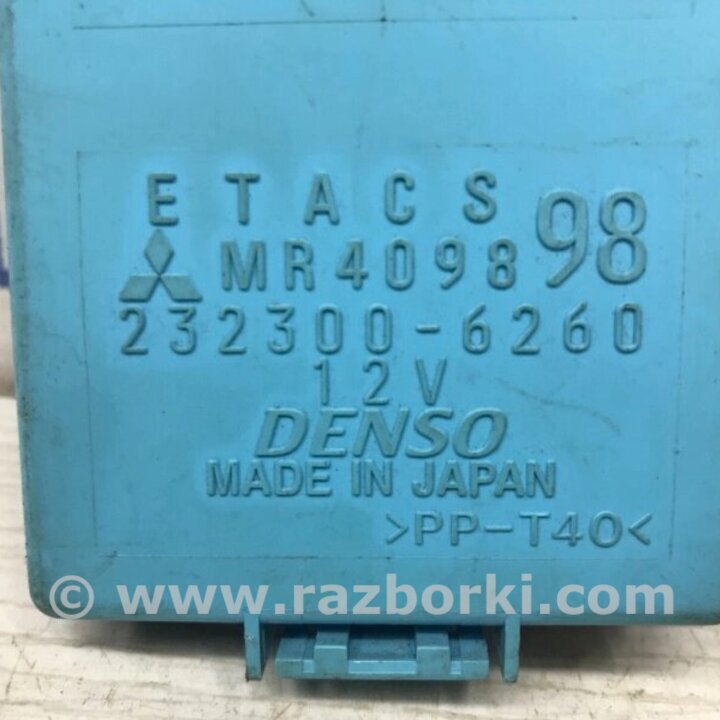 ETACS
MR409898
232300-6260
12V
DENSO
MADE IN JAPAN
>PP-T40<
© www.razborki.com